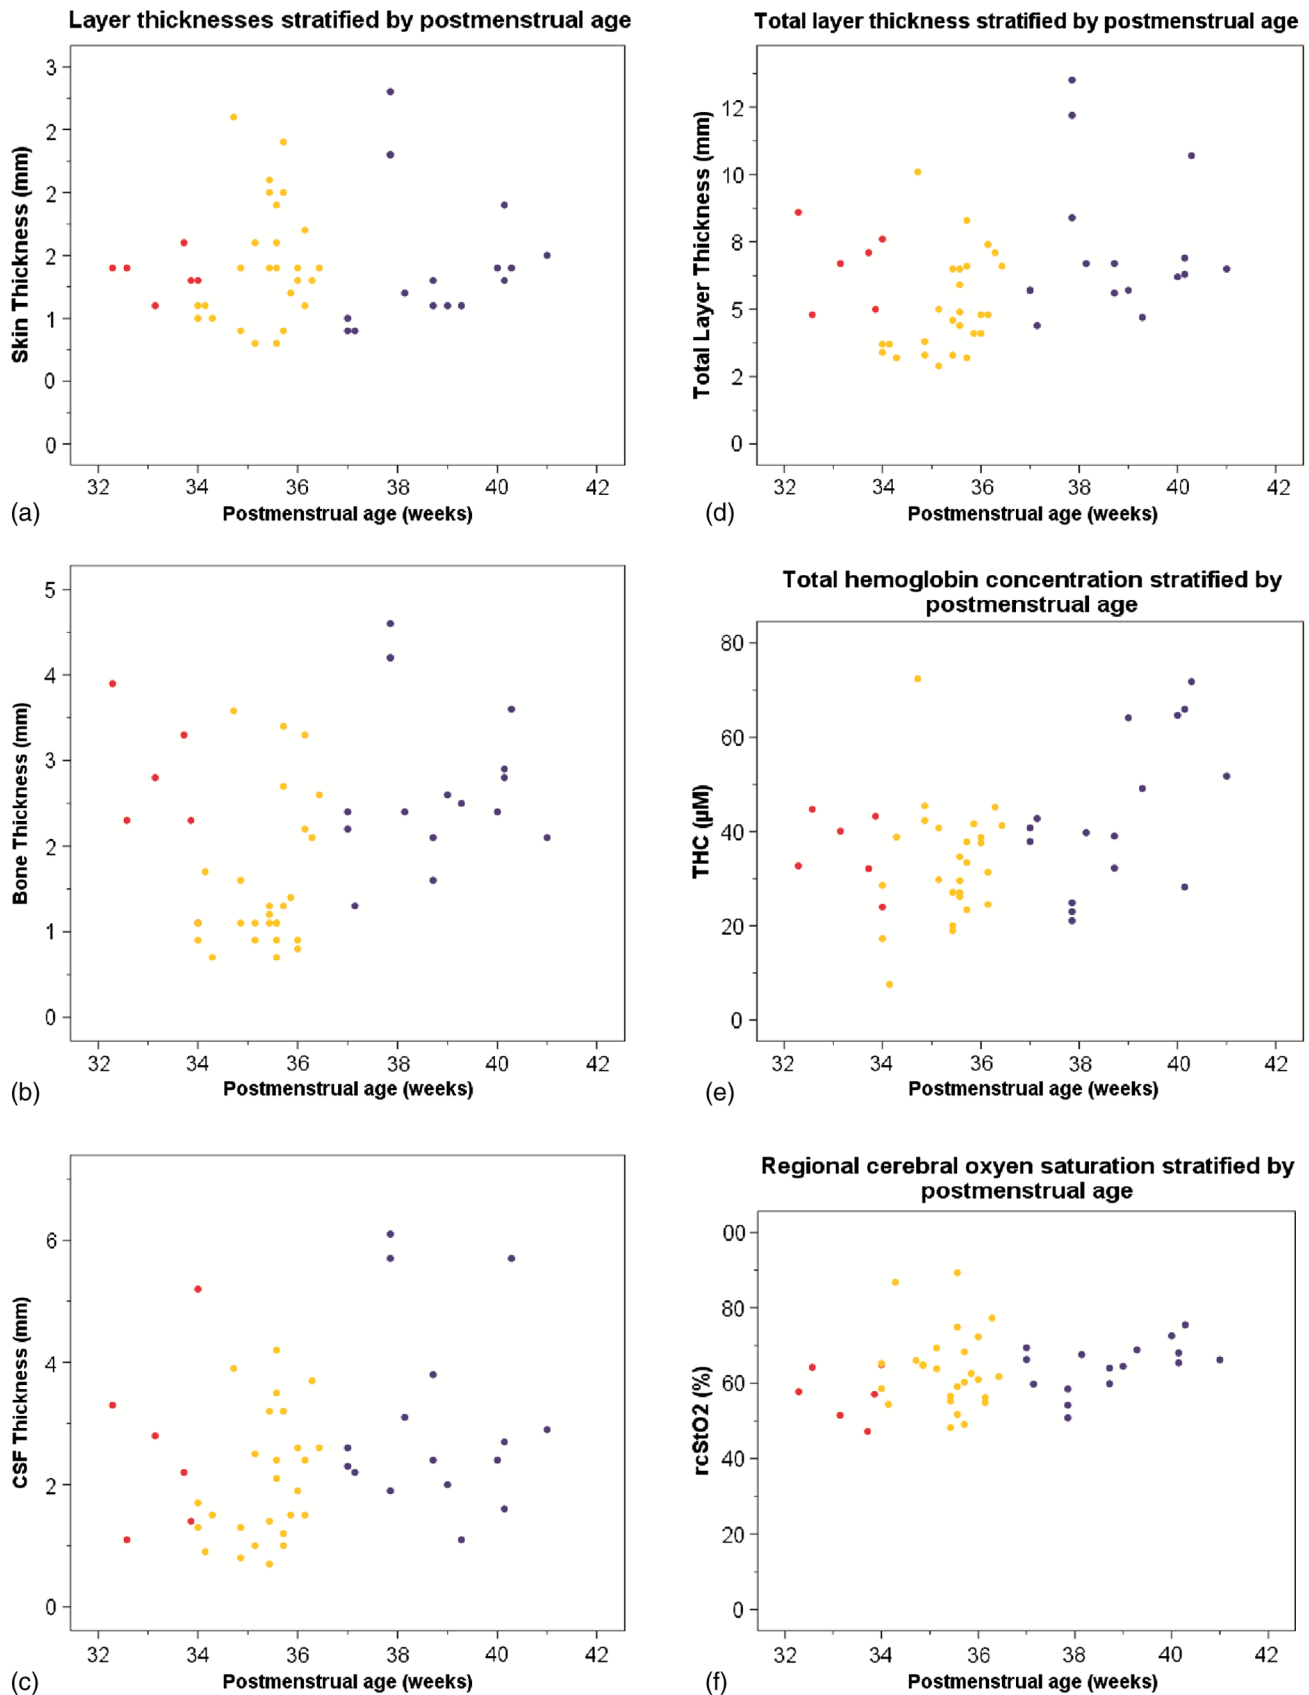 Layer thicknesses stratified by postmenstrual age
3
2
2
2
1
0
0
Skin Thickness (mm)
32 34 36 38 40 42
Postmenstrual age (weeks)
(a)
5
4
3
2
1
0
Bone Thickness (mm)
32 34 36 38 40 42
Postmenstrual age (weeks)
(b)
6
4
2
0
CSF Thickness (mm)
32 34 36 38 40 42
Postmenstrual age (weeks)
(c)
Total layer thickness stratified by postmenstrual age
12
10
8
5
2
0
Total Layer Thickness (mm)
32 34 36 38 40 42
Postmenstrual age (weeks)
(d)
Total hemoglobin concentration stratified by
postmenstrual age
80
60
40
20
0
THC (μM)
32 34 36 38 40 42
Postmenstrual age (weeks)
(e)
Regional cerebral oxyen saturation stratified by
postmenstrual age
00
80
60
40
20
0
rcStO2 (%)
32 34 36 38 40 42
Postmenstrual age (weeks)
(f)